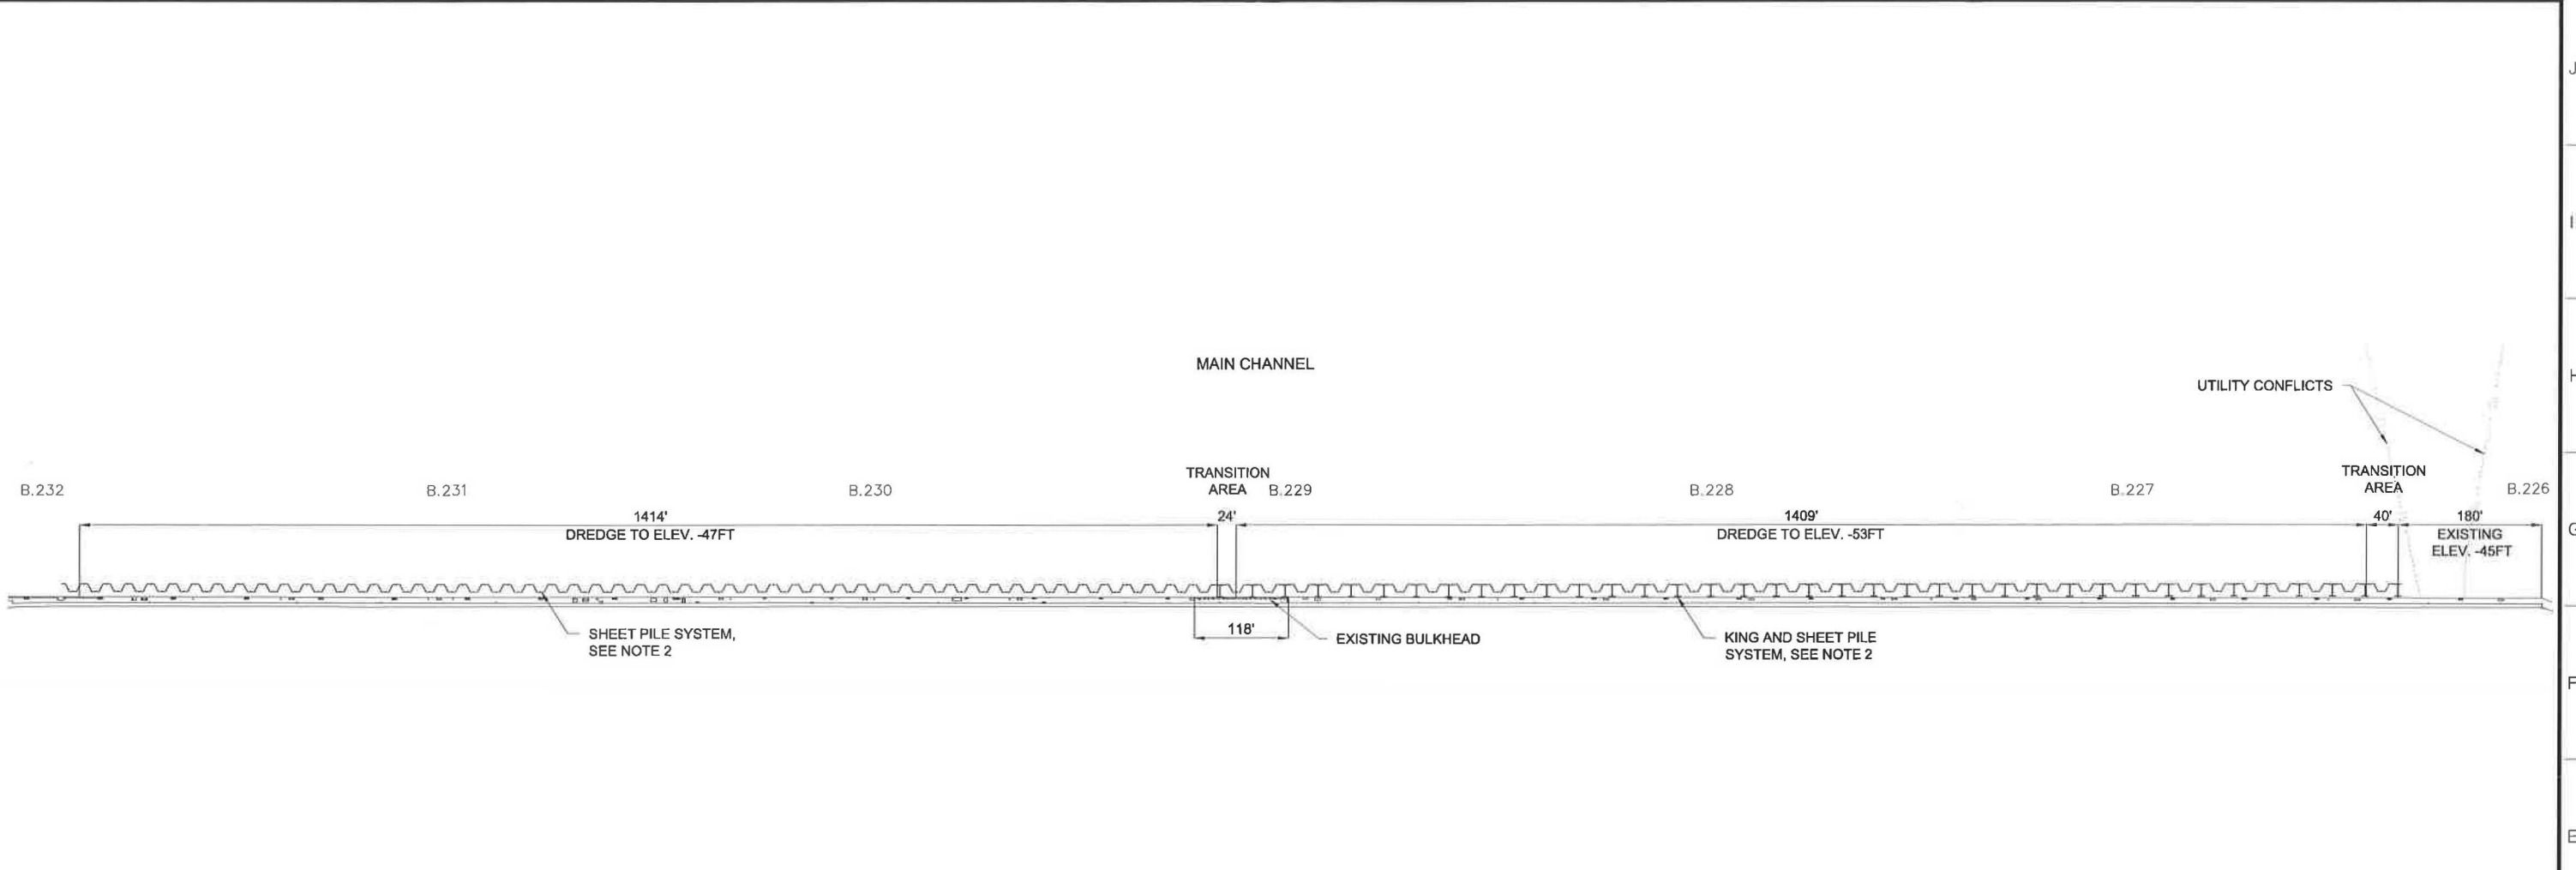 J
I
MAIN CHANNEL
H
UTILITY CONFLICTS
TRANSITION
AREA
TRANSITION
AREA
B.232
B.231
B.230
B.229
B.228
B.227
B.226
1414'
DREDGE TO ELEV. -47FT
24'
1409'
DREDGE TO ELEV. -53FT
40'
180'
EXISTING
ELEV. -45FT
G
SHEET PILE SYSTEM,
SEE NOTE 2
118'
EXISTING BULKHEAD
KING AND SHEET PILE
SYSTEM, SEE NOTE 2
F
E